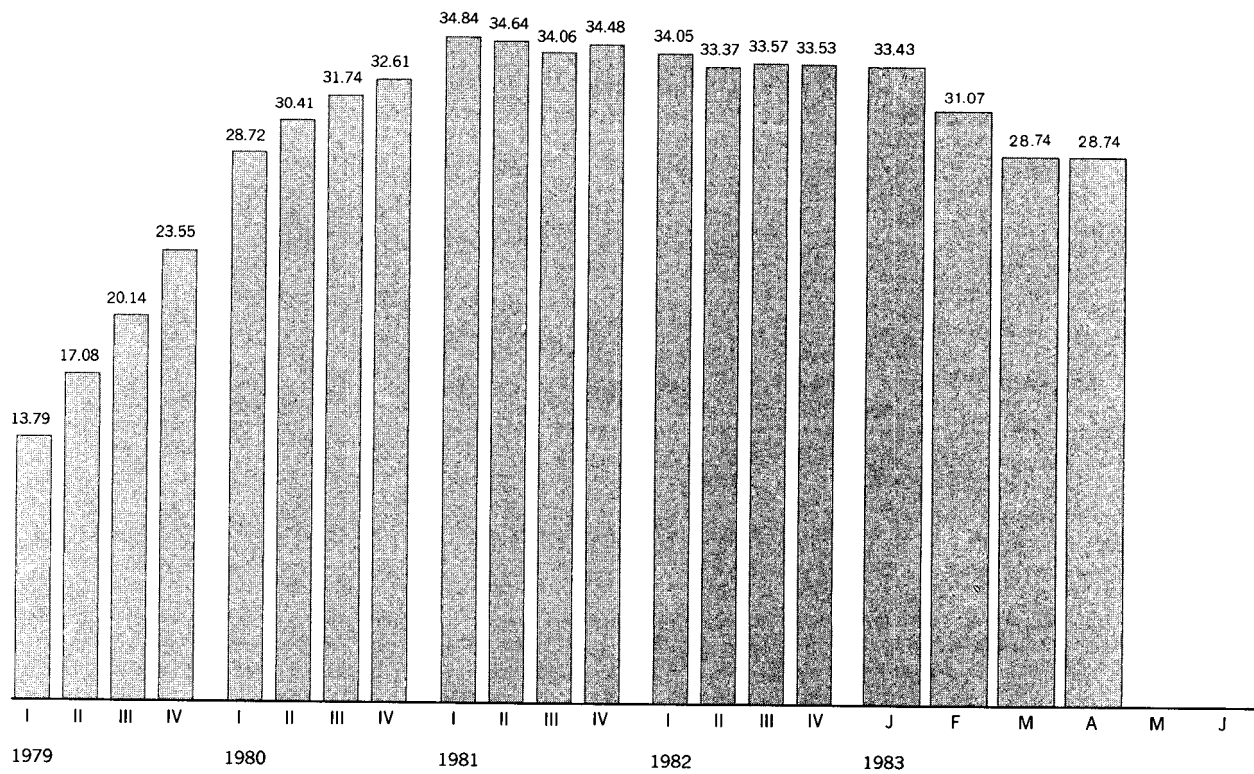 13.79 17.08 20.14 23.55 28.72 30.41 31.74 32.61 34.84 34.64 34.06 34.48 34.05 33.37 33.57 33.53 33.43 31.07 28.74 28.74
I II III IV I II III IV I II III IV I II III IV J F M A M J
1979 1980 1981 1982 1983